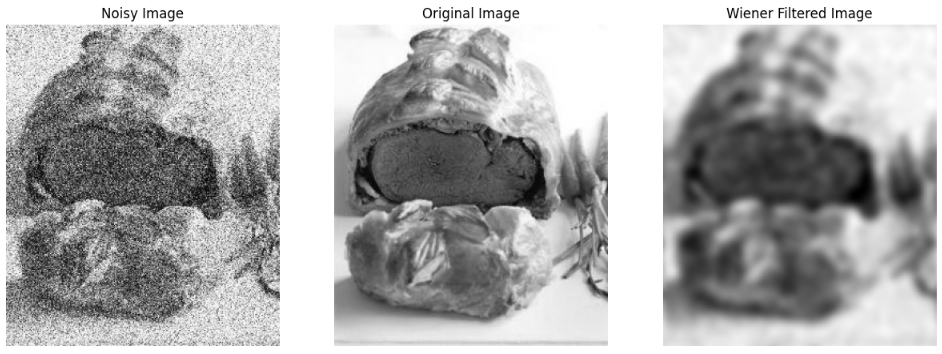 Noisy Image
Original Image
Wiener Filtered Image